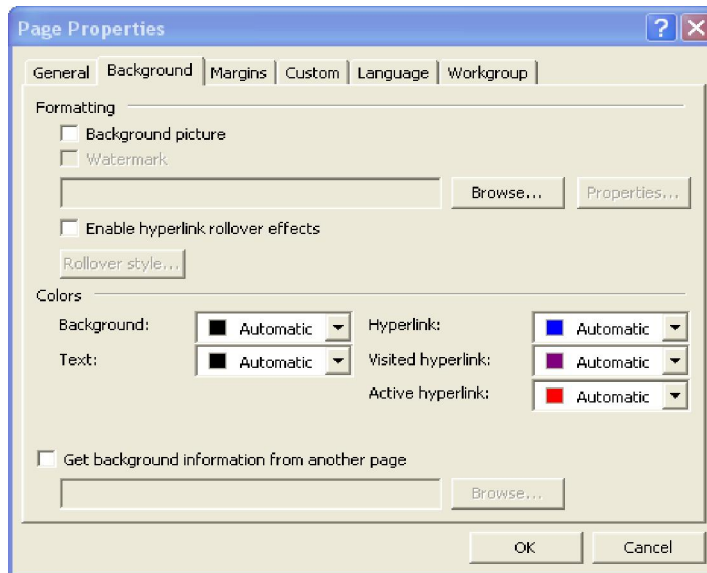 Page Properties
General Background Margins Custom Language Workgroup
Formatting
Background picture
Watermark
Browse... Properties...
Enable hyperlink rollover effects
Rollover style...
Colors
Background: Automatic Hyperlink: Automatic
Text: Automatic Visited hyperlink: Automatic
Active hyperlink: Automatic
Get background information from another page
Browse...
OK Cancel